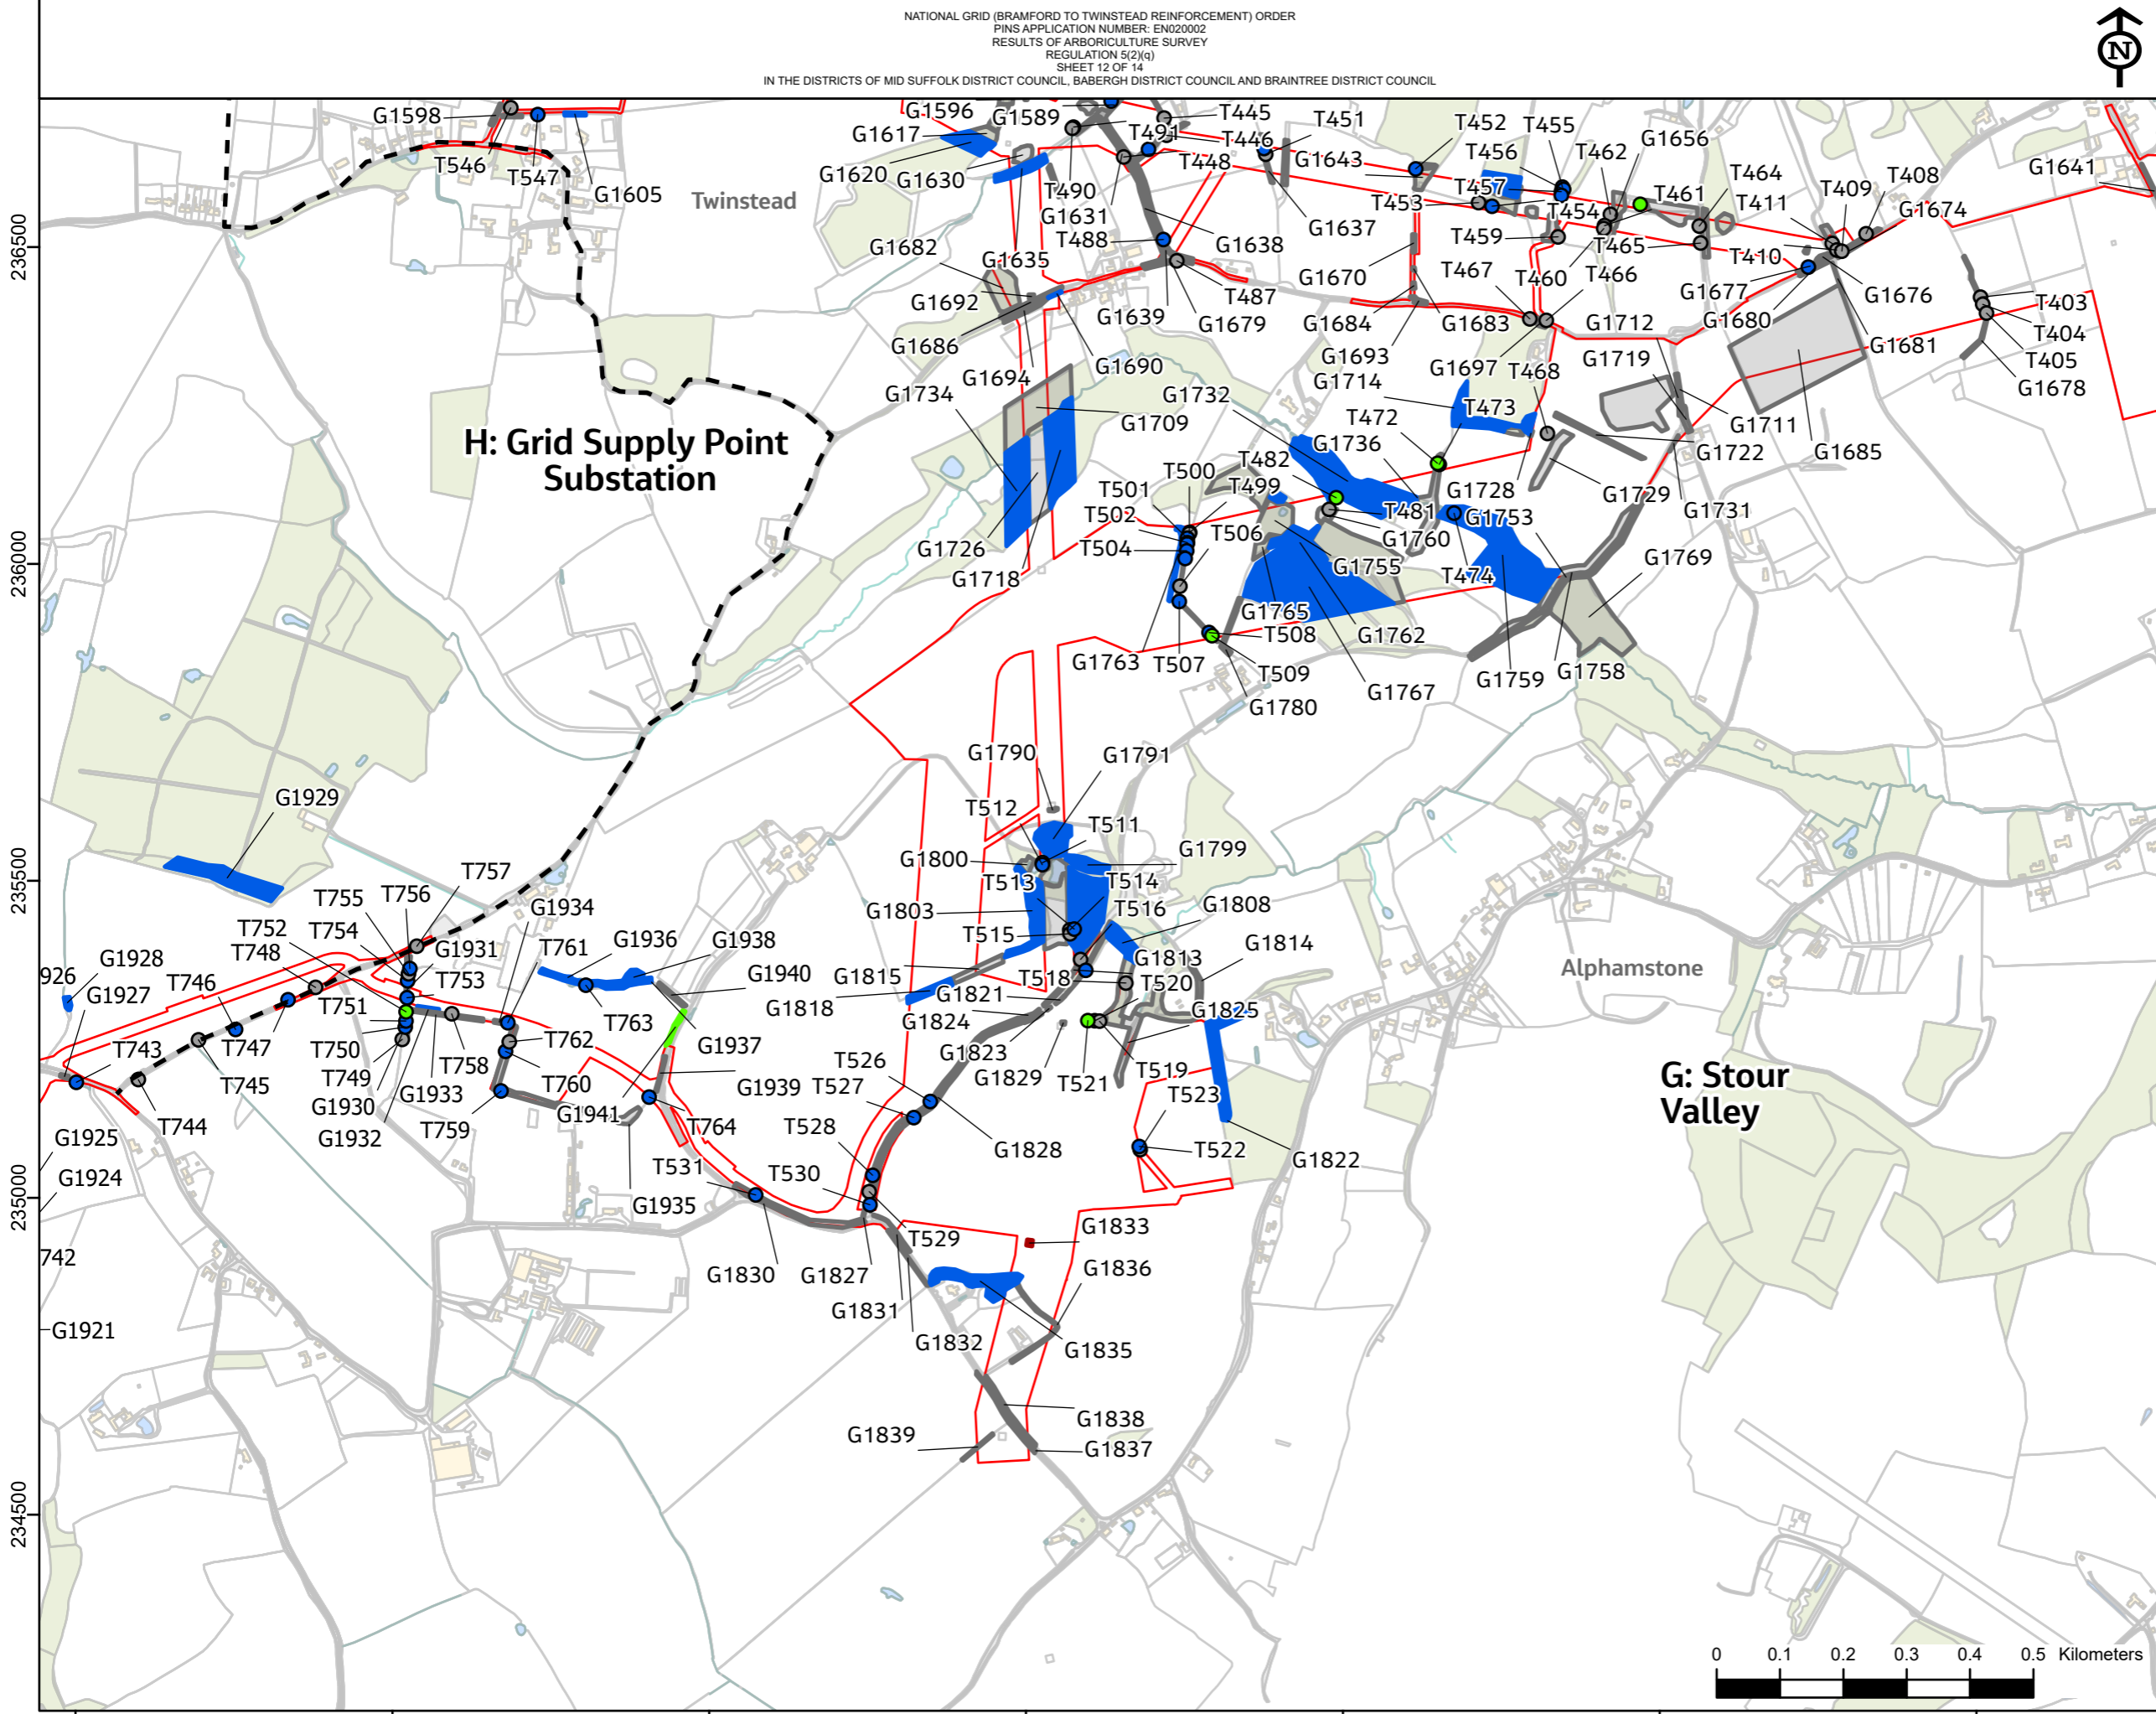 NATIONAL GRID (BRAMFORD TO TWINSTEAD REINFORCEMENT) ORDER
PINS APPLICATION NUMBER: EN020002
RESULTS OF ARBORICULTURE SURVEY
REGULATION 5(2)(q)
SHEET 12 OF 14
IN THE DISTRICTS OF MID SUFFOLK DISTRICT COUNCIL, BABERGH DISTRICT COUNCIL AND BRAINTREE DISTRICT COUNCIL
N
G1598
T546
T547
G1605
Twinstead
G1596
G1589
G1617
G1620
G1630
T490
G1631
T488
G1635
G1682
G1692
G1686
G1694
G1639
G1690
T445
T491
T446
T448
T451
G1643
G1637
G1638
T487
G1679
G1670
G1684
G1693
G1683
T452
T455
T456
T457
T453
T454
T462
G1656
T461
T459
T465
T460
T467
T466
T464
T411
T409
T408
G1674
G1641
T410
G1677
G1680
G1676
G1681
T403
T404
T405
G1678
G1712
G1719
G1697
T468
G1714
T473
T472
G1711
G1722
G1685
G1734
G1732
G1709
G1736
H: Grid Supply Point
Substation
T500
T482
T499
T501
T502
T504
T506
G1726
G1718
T481
G1760
G1755
G1728
G1753
G1729
G1731
T474
G1769
G1765
T508
G1762
G1763
T507
T509
G1767
G1759
G1758
G1780
G1790
G1791
T512
T511
G1800
G1799
T513
T514
G1803
T516
G1808
T515
G1814
G1815
G1813
T518
T520
G1818
G1821
G1824
G1825
G1823
G1829
T521
T519
T523
T522
G1822
Alphamstone
G: Stour
Valley
G1929
T757
T756
T755
T754
T752
T748
G1934
G1931
T753
T761
G1936
G1938
G1940
926
G1928
G1927
T746
T751
T743
T747
T750
T749
G1930
G1932
G1933
T758
T759
T745
T744
T762
T760
T763
G1937
G1939
G1941
T764
G1935
T526
T527
T528
T530
T531
G1828
T529
G1830
G1827
G1831
G1832
G1833
G1836
G1835
G1838
G1837
G1839
G1925
G1924
742
G1921
236500
236000
235500
235000
234500
0 0.1 0.2 0.3 0.4 0.5 Kilometers